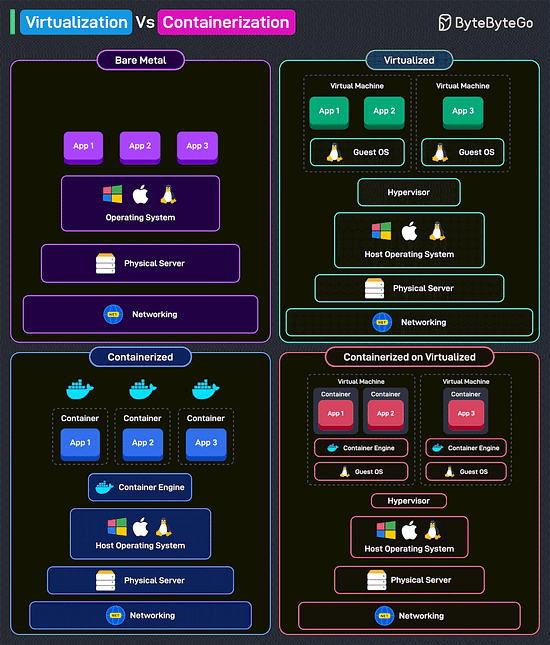 Virtualization Vs Containerization
ByteByteGo
Bare Metal
App 1
App 2
App 3
Operating System
Physical Server
NET
Networking
Virtualized
Virtual Machine
App 1
App 2
Guest OS
Virtual Machine
App 3
Guest OS
Hypervisor
Host Operating System
Physical Server
NET
Networking
Containerized
Container
App 1
Container
App 2
Container
App 3
Container Engine
Host Operating System
Physical Server
NET
Networking
Containerized on Virtualized
Virtual Machine
Container
App 1
Container
App 2
Container Engine
Guest OS
Virtual Machine
Container
App 3
Container Engine
Guest OS
Hypervisor
Host Operating System
Physical Server
NET
Networking